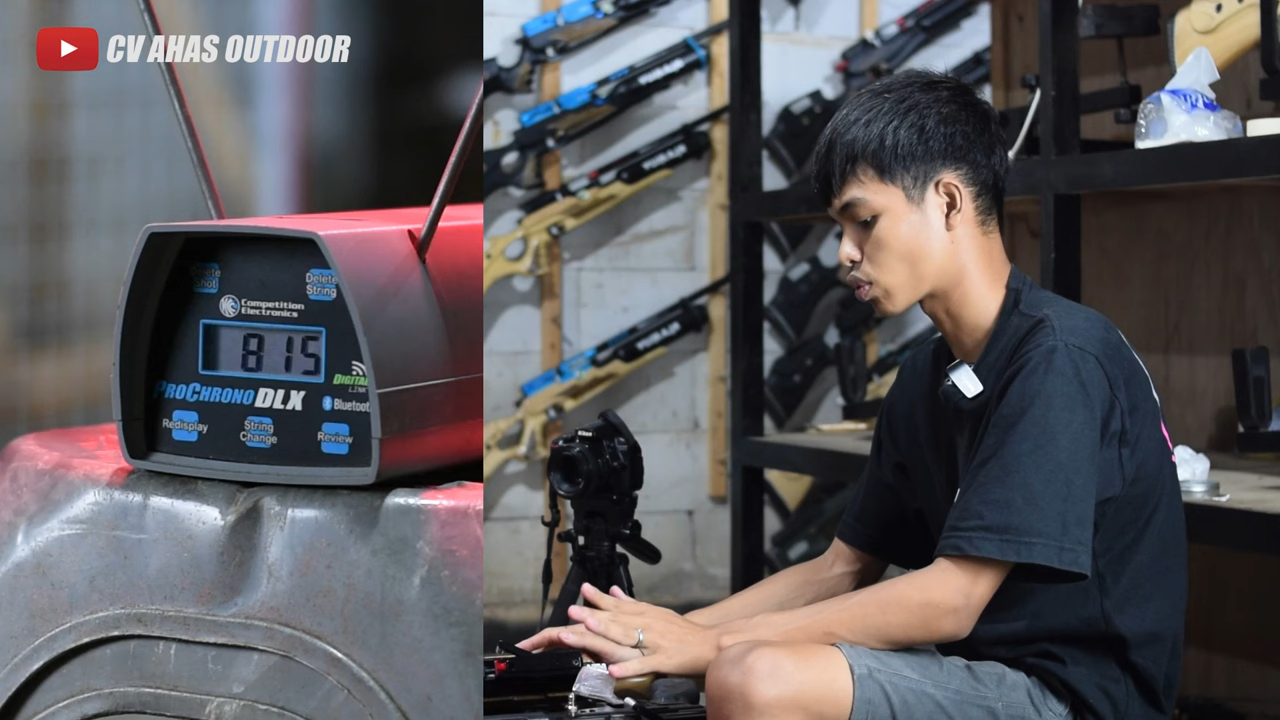 CV AHAS OUTDOOR
Delete
Shot
Delete
String
Competition
Electronics
815
DIGITAL
LINK
PROCHRONO DLX
Bluetooth
Redisplay
String
Change
Review
Nikon